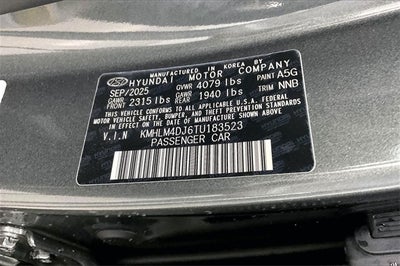 MANUFACTURED IN KOREA BY
HYUNDAI MOTOR COMPANY
SEP/2025 GVWR 4079 lbs PAINT A5G
GAWR FRONT 2315 lbs GAWR REAR 1940 lbs TRIM NNB
THIS VEHICLE CONFORMS TO ALL APPLICABLE U.S. FEDERAL
MOTOR VEHICLE SAFETY, BUMPER, AND THEFT PREVENTION
STANDARDS IN EFFECT ON THE DATE OF MANUFACTURE SHOWN ABOVE.
V.I.N KMHLM4DJ6TU183523
PASSENGER CAR